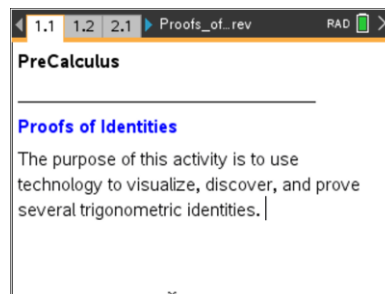 1.1 1.2 2.1 Proofs_of…rev RAD
PreCalculus
Proofs of Identities
The purpose of this activity is to use
technology to visualize, discover, and prove
several trigonometric identities.